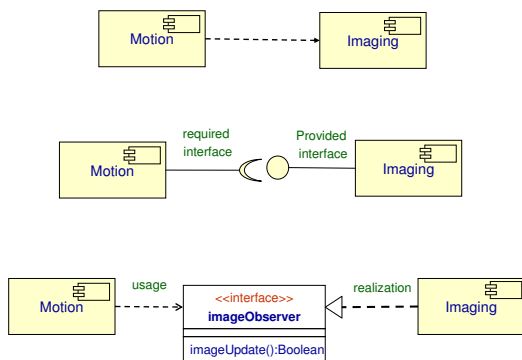 Motion
Imaging
required
interface
Provided
interface
Motion
Imaging
Motion
usage
<<interface>>
imageObserver
imageUpdate():Boolean
realization
Imaging